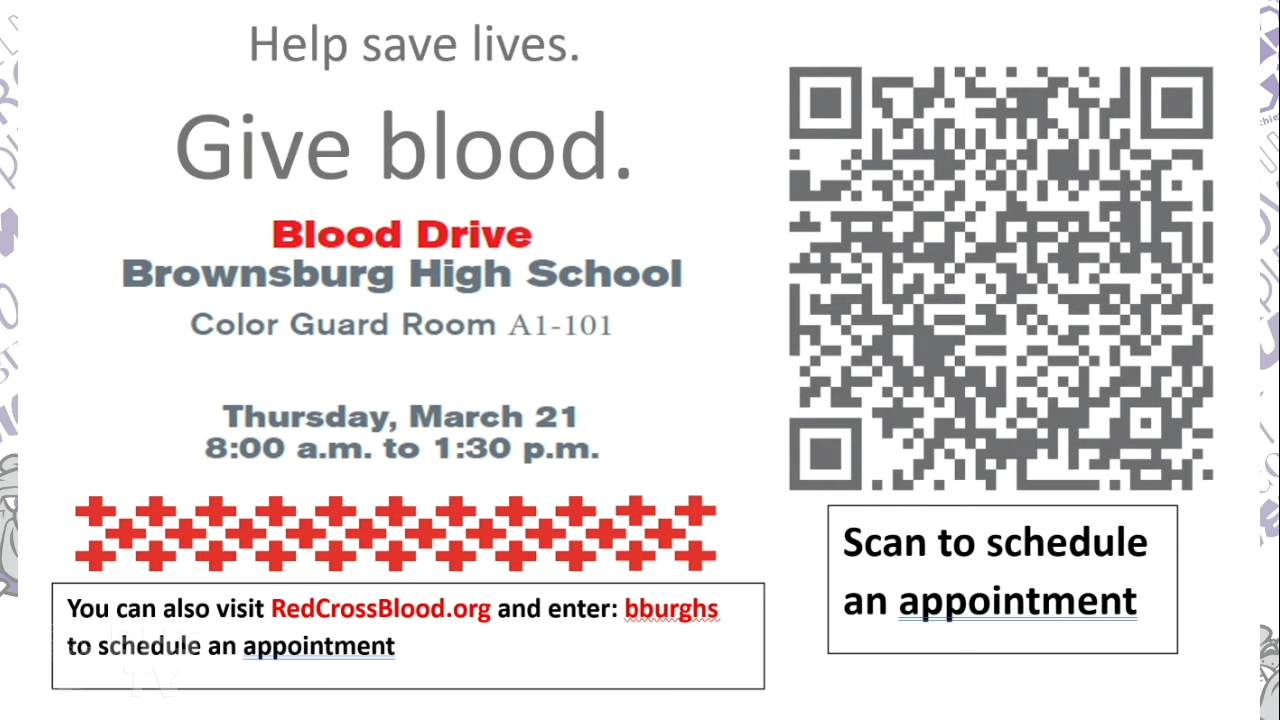 Help save lives.
Give blood.
Blood Drive
Brownsburg High School
Color Guard Room A1-101
Thursday, March 21
8:00 a.m. to 1:30 p.m.
You can also visit RedCrossBlood.org and enter: bburghs
to schedule an appointment
Scan to schedule
an appointment
TV